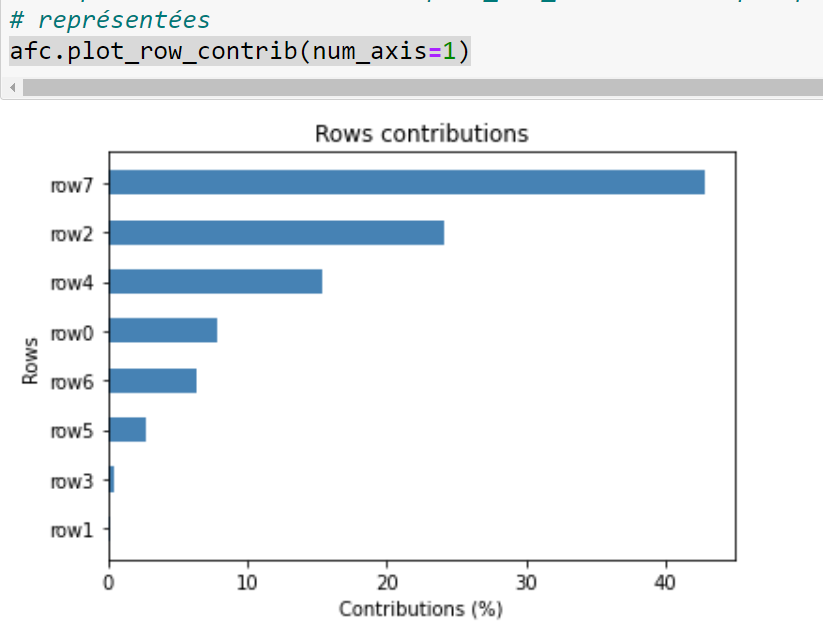 # représentées
afc.plot_row_contrib(num_axis=1)
Rows contributions
row7
row2
row4
row0
row6
row5
row3
row1
Rows
0 10 20 30 40
Contributions (%)